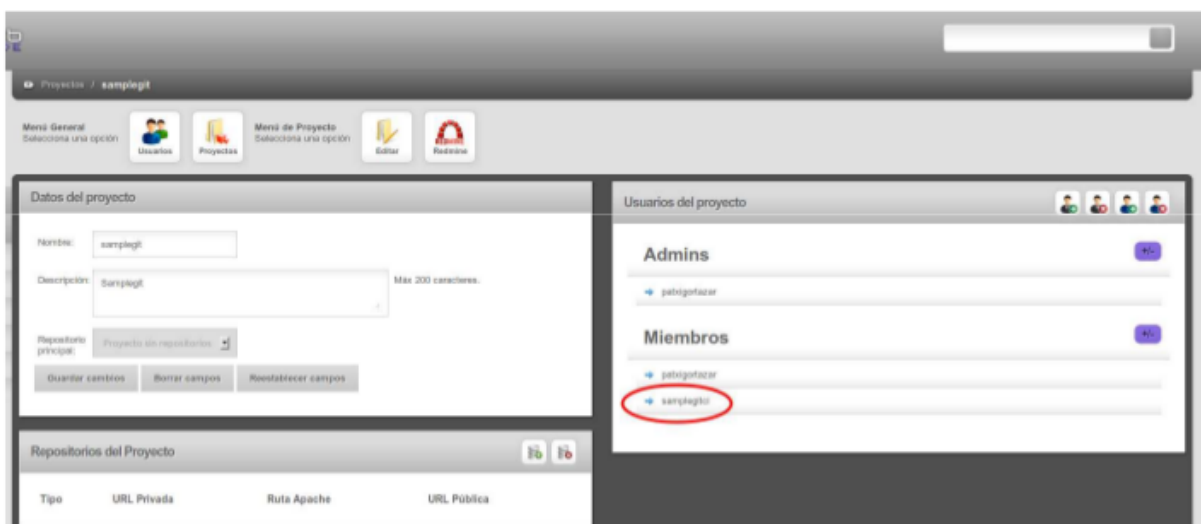 Proyectos / samplegit
Menú General
Selecciona una opción
Usuarios
Proyectos
Menú de Proyecto
Selecciona una opción
Editar
Redmine
Datos del proyecto
Nombre: samplegit
Descripción: Samplegit
Máx 200 caracteres.
Repositorio principal: Proyecto sin repositorios
Guardar cambios
Borrar campos
Reestablecer campos
Repositorios del Proyecto
Tipo
URL Privada
Ruta Apache
URL Pública
Usuarios del proyecto
Admins
+/-
patxigortazar
Miembros
+/-
patxigortazar
samplegitci